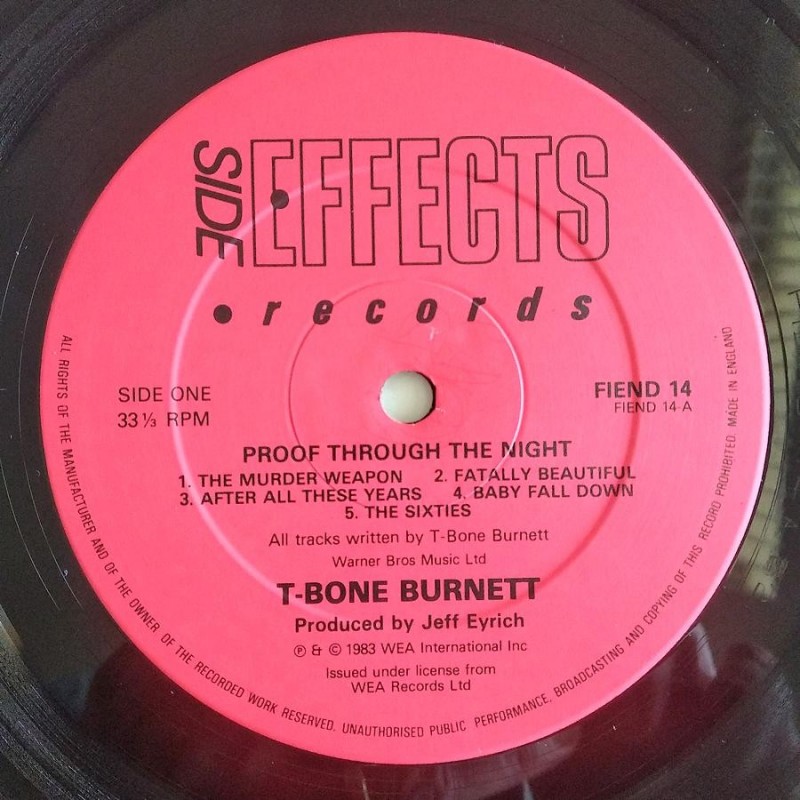 SIDE EFFECTS
records
SIDE ONE
33 1/3 RPM
FIEND 14
FIEND 14-A
PROOF THROUGH THE NIGHT
1. THE MURDER WEAPON 2. FATALLY BEAUTIFUL
3. AFTER ALL THESE YEARS 4. BABY FALL DOWN
5. THE SIXTIES
All tracks written by T-Bone Burnett
Warner Bros Music Ltd
T-BONE BURNETT
Produced by Jeff Eyrich
℗ & © 1983 WEA International Inc
Issued under license from
WEA Records Ltd
ALL RIGHTS OF THE MANUFACTURER AND OF THE OWNER OF THE RECORDED WORK RESERVED. UNAUTHORISED PUBLIC PERFORMANCE, BROADCASTING AND COPYING OF THIS RECORD PROHIBITED. MADE IN ENGLAND